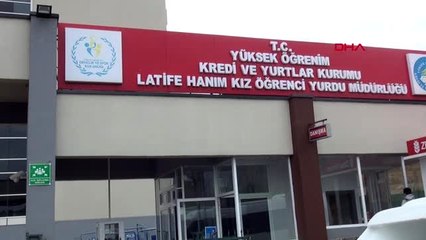 DHA
T.C.
YÜKSEK ÖĞRENİM
KREDİ VE YURTLAR KURUMU
LATİFE HANIM KIZ ÖĞRENCİ YURDU MÜDÜRLÜĞÜ
DANIŞMA